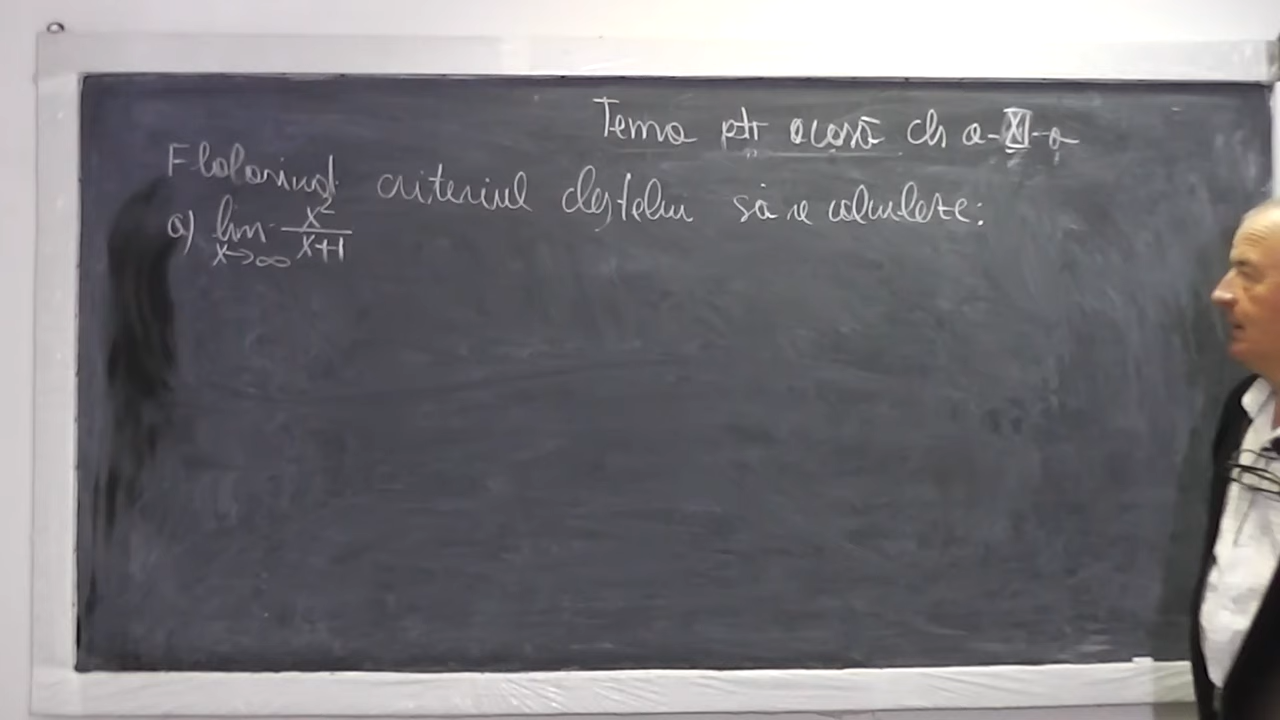 Tema ptr acasă cls a-XI-a
Folosind criteriul cleștelui să se calculeze:
a) lim x→∞ x²/(x+1)